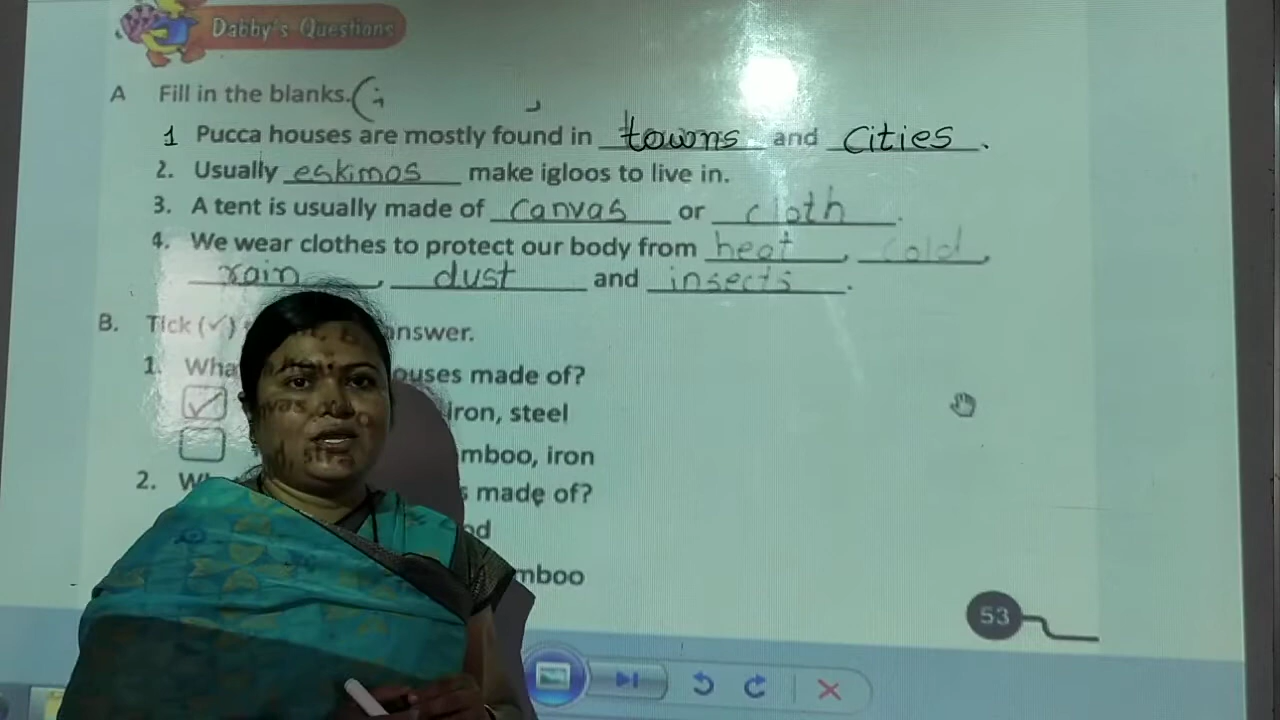 Dabby's Questions
A Fill in the blanks.
1 Pucca houses are mostly found in towns and cities.
2. Usually eskimos make igloos to live in.
3. A tent is usually made of canvas or cloth.
4. We wear clothes to protect our body from heat, cold,
rain, dust and insects.
B. Tick (✓) answer.
1. ouses made of?
iron, steel
mboo, iron
2. made of?
mboo
53